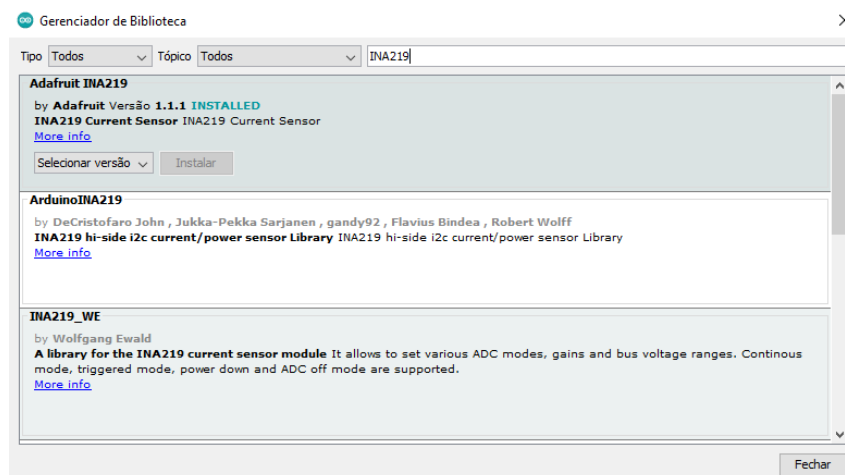 Gerenciador de Biblioteca
Tipo Todos Tópico Todos INA219
Adafruit INA219
by Adafruit Versão 1.1.1 INSTALLED
INA219 Current Sensor INA219 Current Sensor
More info
Selecionar versão Instalar
ArduinoINA219
by DeCristofaro John , Jukka-Pekka Sarjanen , gandy92 , Flavius Bindea , Robert Wolff
INA219 hi-side i2c current/power sensor Library INA219 hi-side i2c current/power sensor Library
More info
INA219_WE
by Wolfgang Ewald
A library for the INA219 current sensor module It allows to set various ADC modes, gains and bus voltage ranges. Continous
mode, triggered mode, power down and ADC off mode are supported.
More info
Fechar